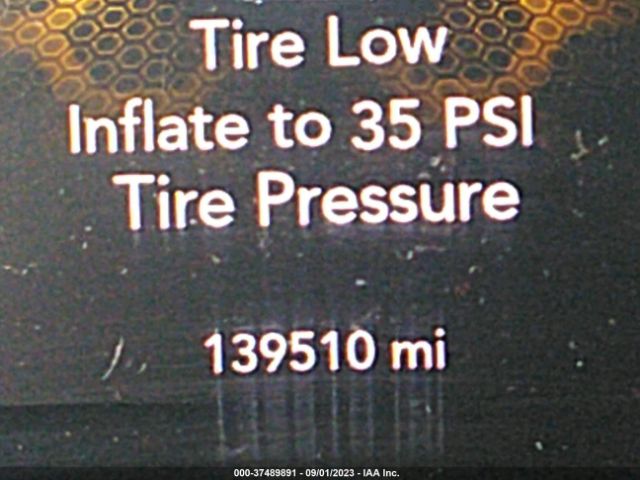 Tire Low
Inflate to 35 PSI
Tire Pressure
139510 mi
000-37489891 - 09/01/2023 - IAA Inc.